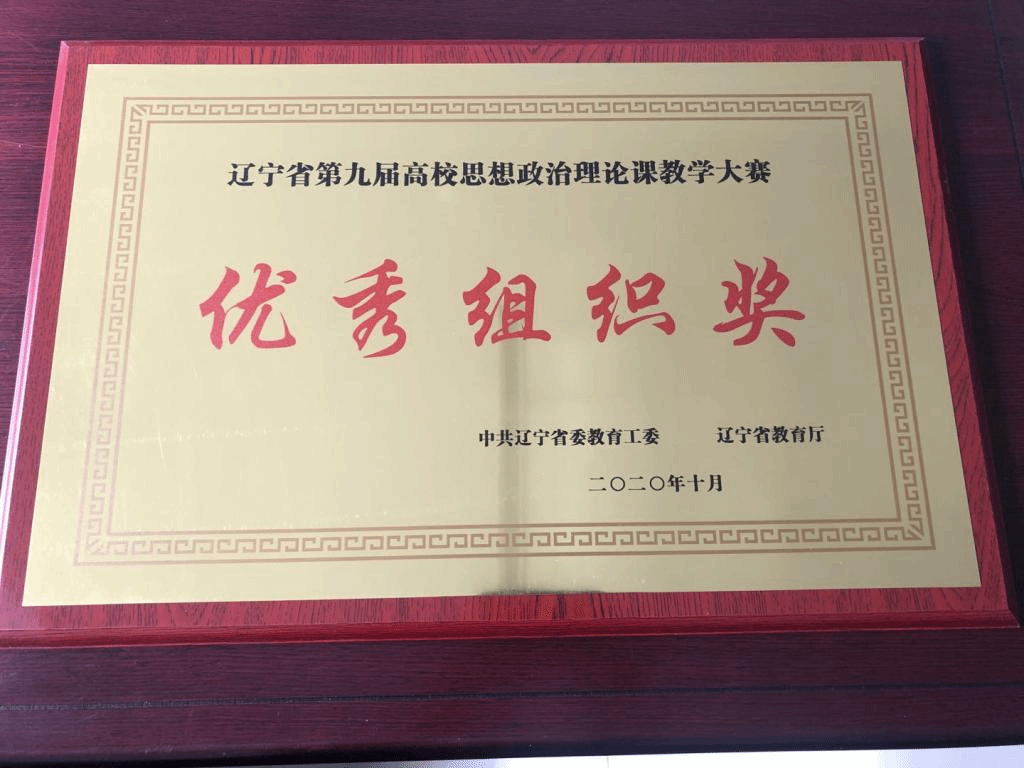 辽宁省第九届高校思想政治理论课教学大赛
优秀组织奖
中共辽宁省委教育工委 辽宁省教育厅
二〇二〇年十月